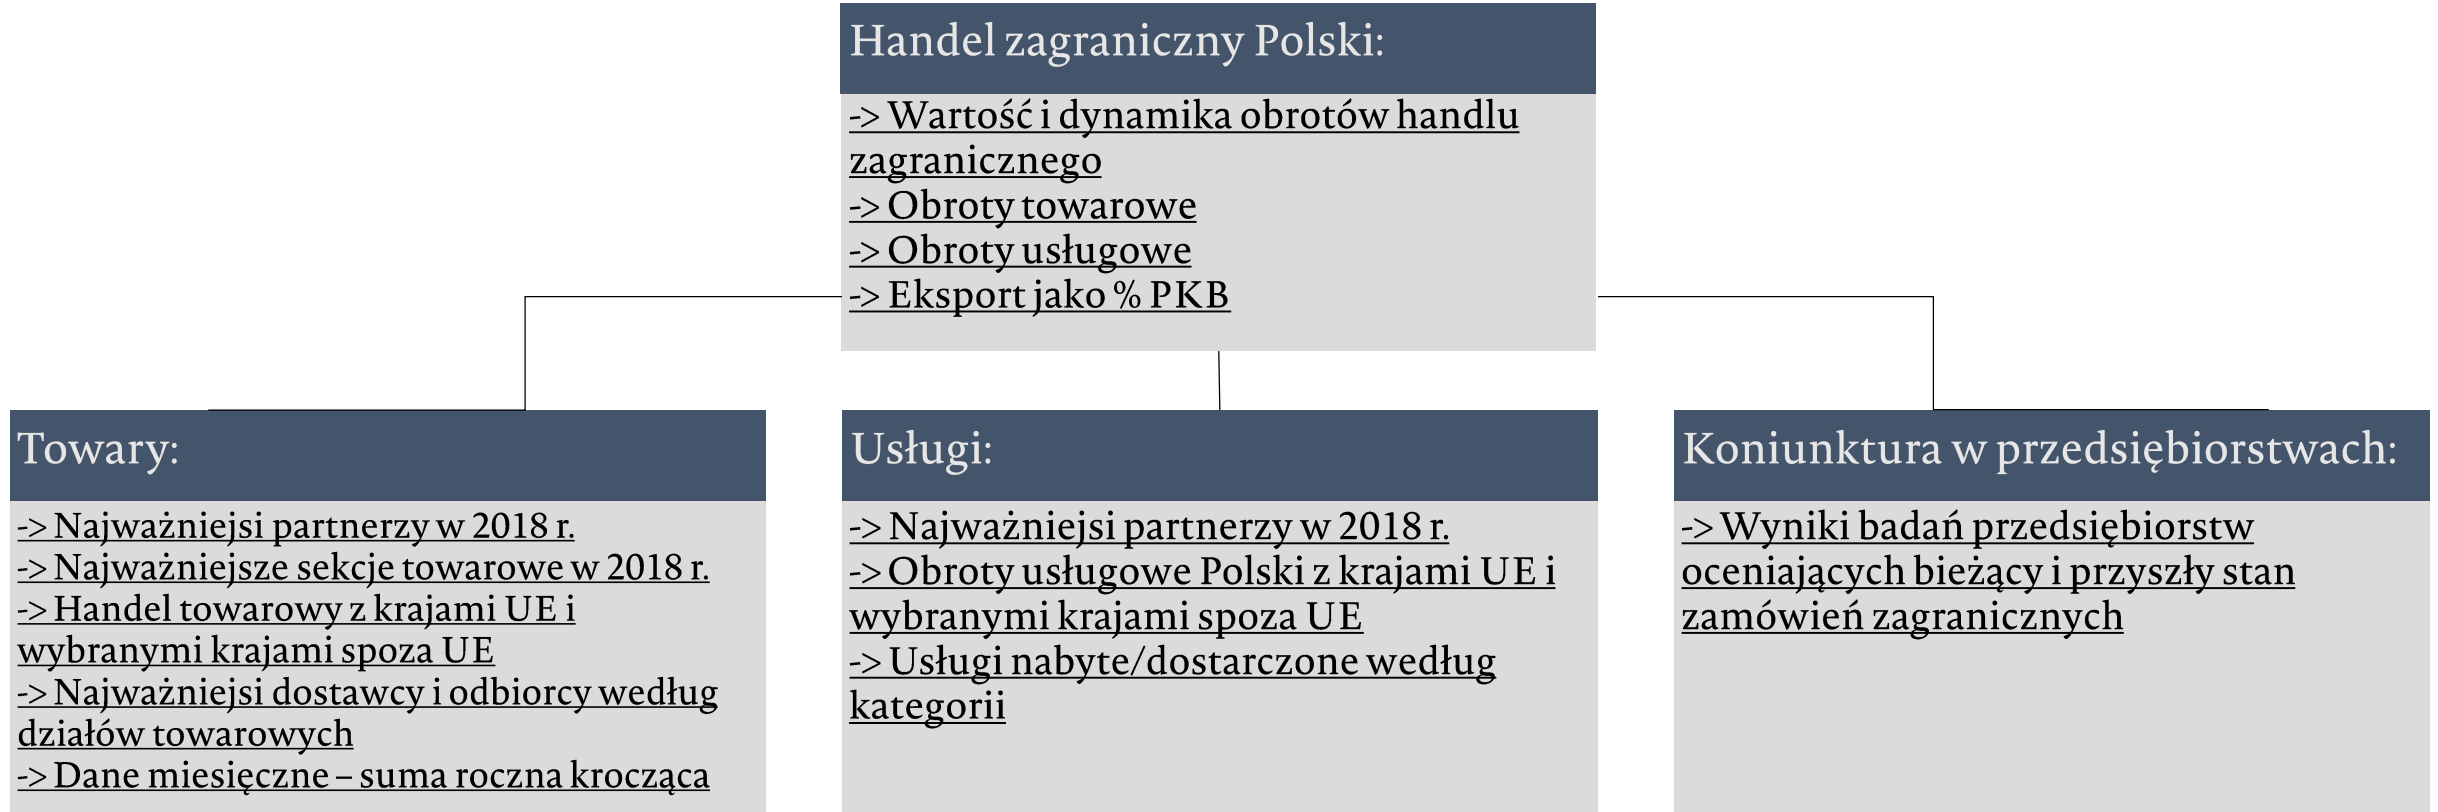 Handel zagraniczny Polski:
-> Wartość i dynamika obrotów handlu
zagranicznego
-> Obroty towarowe
-> Obroty usługowe
-> Eksport jako % PKB
Towary:
-> Najważniejsi partnerzy w 2018 r.
-> Najważniejsze sekcje towarowe w 2018 r.
-> Handel towarowy z krajami UE i
wybranymi krajami spoza UE
-> Najważniejsi dostawcy i odbiorcy według
działów towarowych
-> Dane miesięczne – suma roczna krocząca
Usługi:
-> Najważniejsi partnerzy w 2018 r.
-> Obroty usługowe Polski z krajami UE i
wybranymi krajami spoza UE
-> Usługi nabyte/dostarczone według
kategorii
Koniunktura w przedsiębiorstwach:
-> Wyniki badań przedsiębiorstw
oceniających bieżący i przyszły stan
zamówień zagranicznych